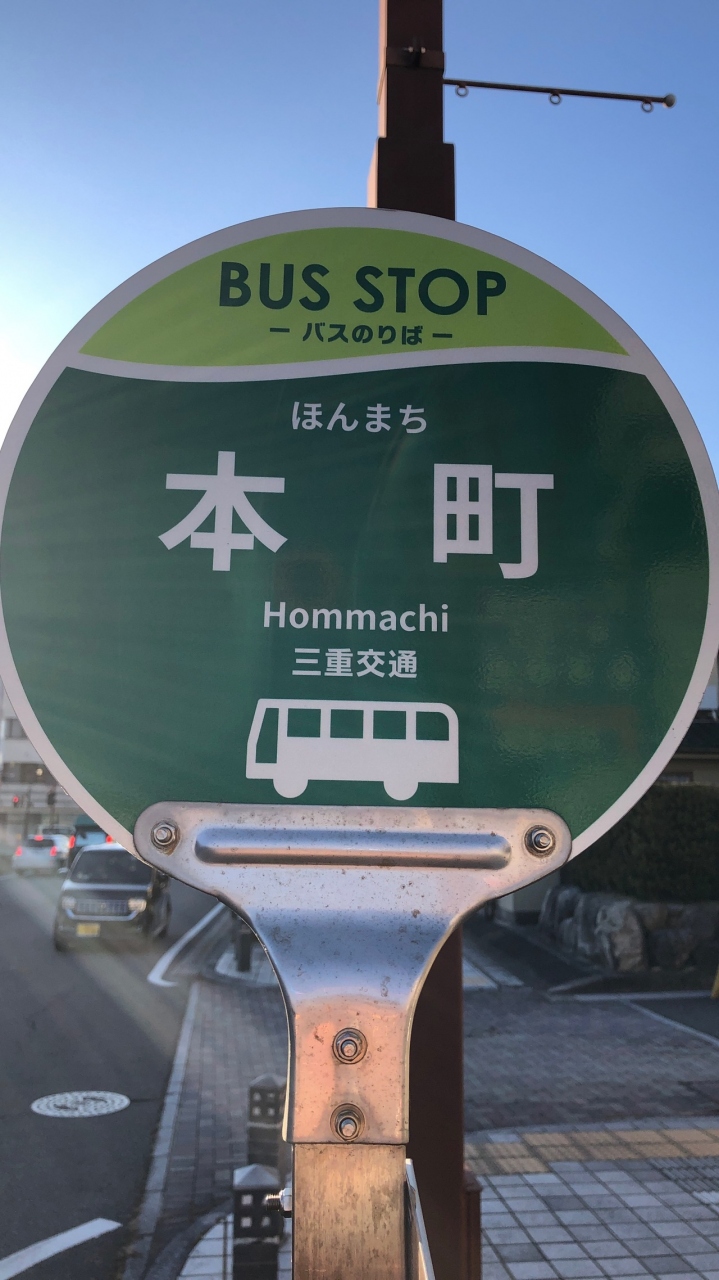 BUS STOP
ー バスのりば ー
ほんまち
本町
Hommachi
三重交通